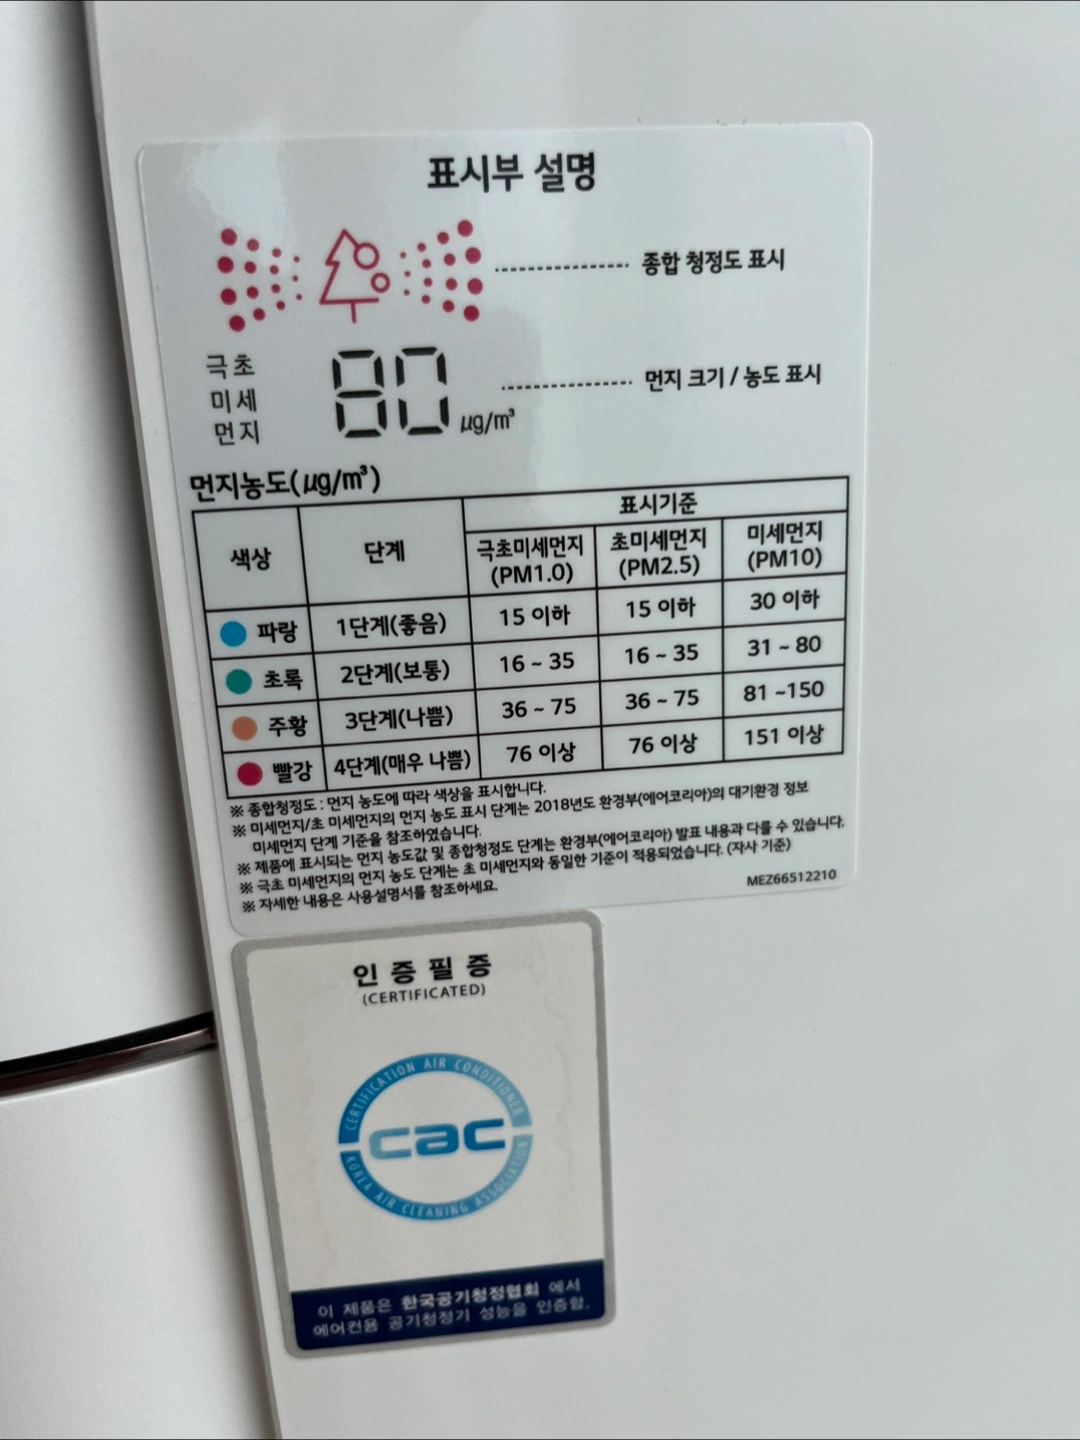 표시부 설명
종합 청정도 표시
극초
미세
먼지
80 μg/m³
먼지 크기 / 농도 표시
먼지농도(μg/m³)
색상 단계 표시기준
극초미세먼지 (PM1.0) 초미세먼지 (PM2.5) 미세먼지 (PM10)
파랑 1단계(좋음) 15 이하 15 이하 30 이하
초록 2단계(보통) 16 ~ 35 16 ~ 35 31 ~ 80
주황 3단계(나쁨) 36 ~ 75 36 ~ 75 81 ~150
빨강 4단계(매우 나쁨) 76 이상 76 이상 151 이상
※ 종합청정도 : 먼지 농도에 따라 색상을 표시합니다.
※ 미세먼지/초 미세먼지의 먼지 농도 표시 단계는 2018년도 환경부(에어코리아)의 대기환경 정보
미세먼지 단계 기준을 참조하였습니다.
※ 제품에 표시되는 먼지 농도값 및 종합청정도 단계는 환경부(에어코리아) 발표 내용과 다를 수 있습니다.
※ 극초 미세먼지의 먼지 농도 단계는 초 미세먼지와 동일한 기준이 적용되었습니다. (자사 기준)
※ 자세한 내용은 사용설명서를 참조하세요.
MEZ66512210
인증필증
(CERTIFICATED)
CERTIFICATION AIR CONDITIONER
cac
KOREA AIR CLEANING ASSOCIATION
이 제품은 한국공기청정협회 에서
에어컨용 공기청정기 성능을 인증함.